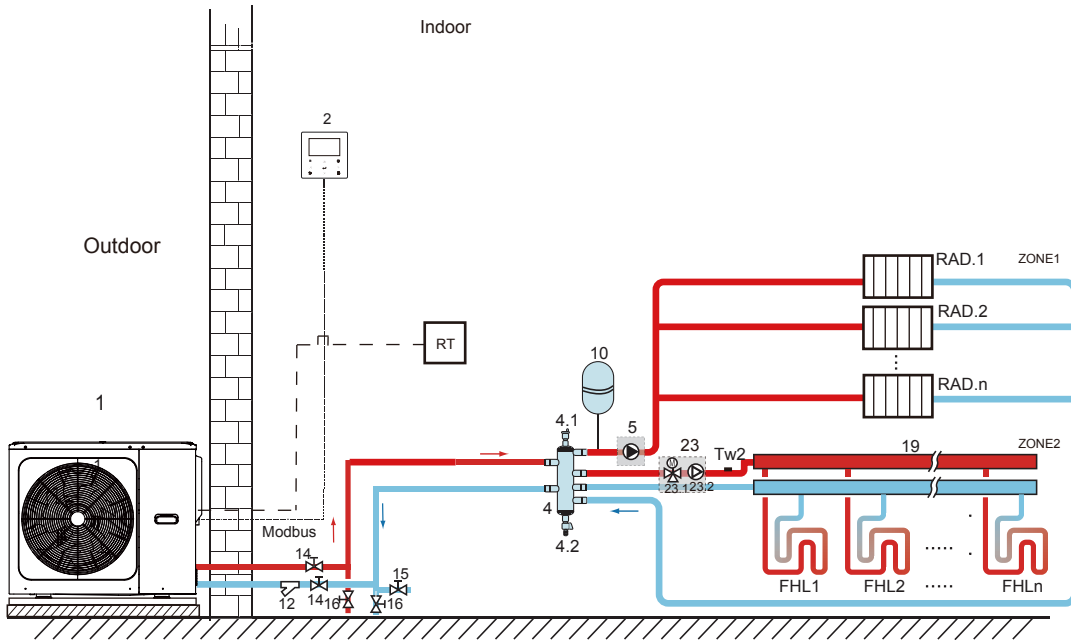 Indoor
2
Outdoor
RAD.1
ZONE1
RAD.2
RT
10
RAD.n
1
4.1
5
23
Tw2
19
ZONE2
M
23.1
23.2
4
4.2
Modbus
14
15
12
14
16
16
FHL1
FHL2
FHLn